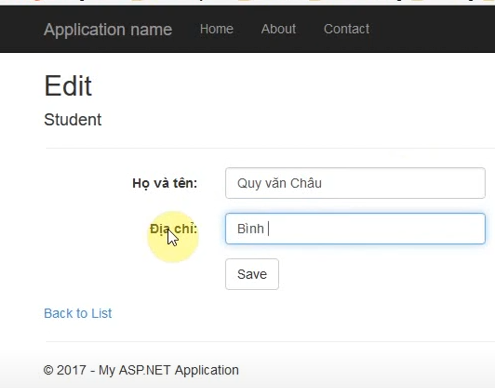 Application name Home About Contact
Edit
Student
Họ và tên: Quy văn Châu
Địa chỉ: Bình
Save
Back to List
© 2017 - My ASP.NET Application